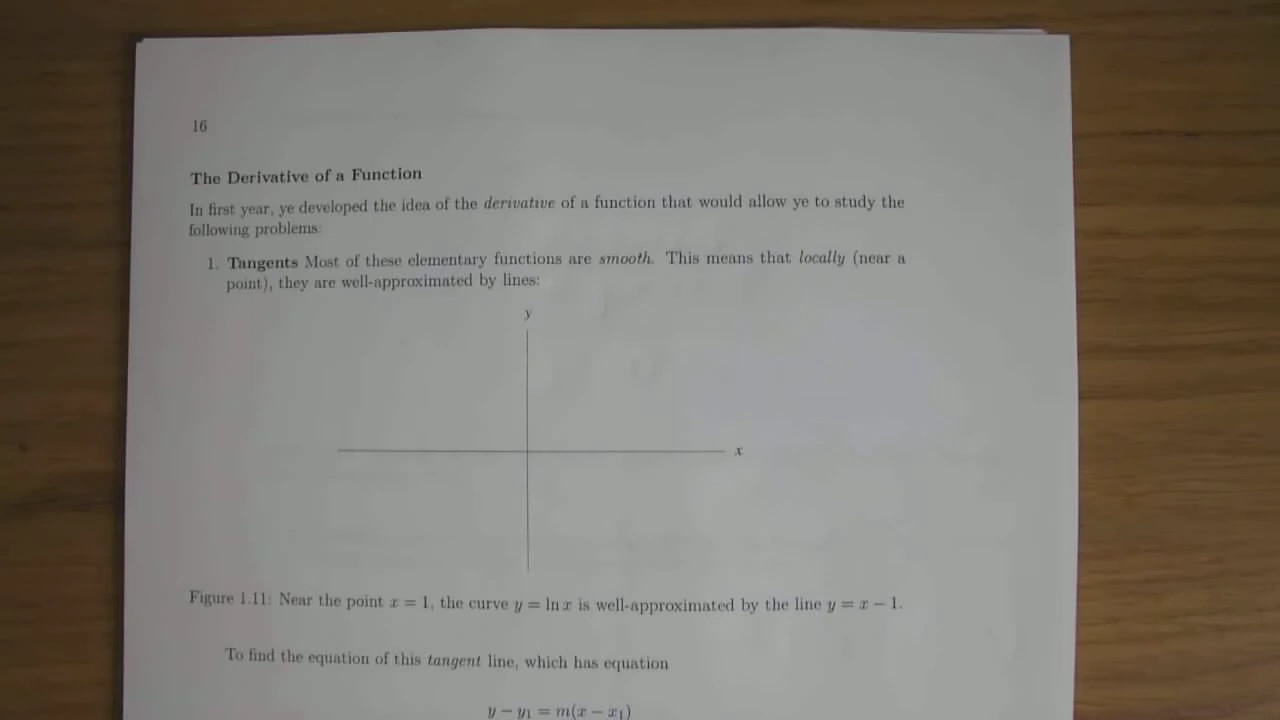 16
The Derivative of a Function
In first year, ye developed the idea of the derivative of a function that would allow ye to study the
following problems:
1. Tangents Most of these elementary functions are smooth. This means that locally (near a
point), they are well-approximated by lines:
y
x
Figure 1.11: Near the point x = 1, the curve y = ln x is well-approximated by the line y = x − 1.
To find the equation of this tangent line, which has equation
y − y₁ = m(x − x₁)